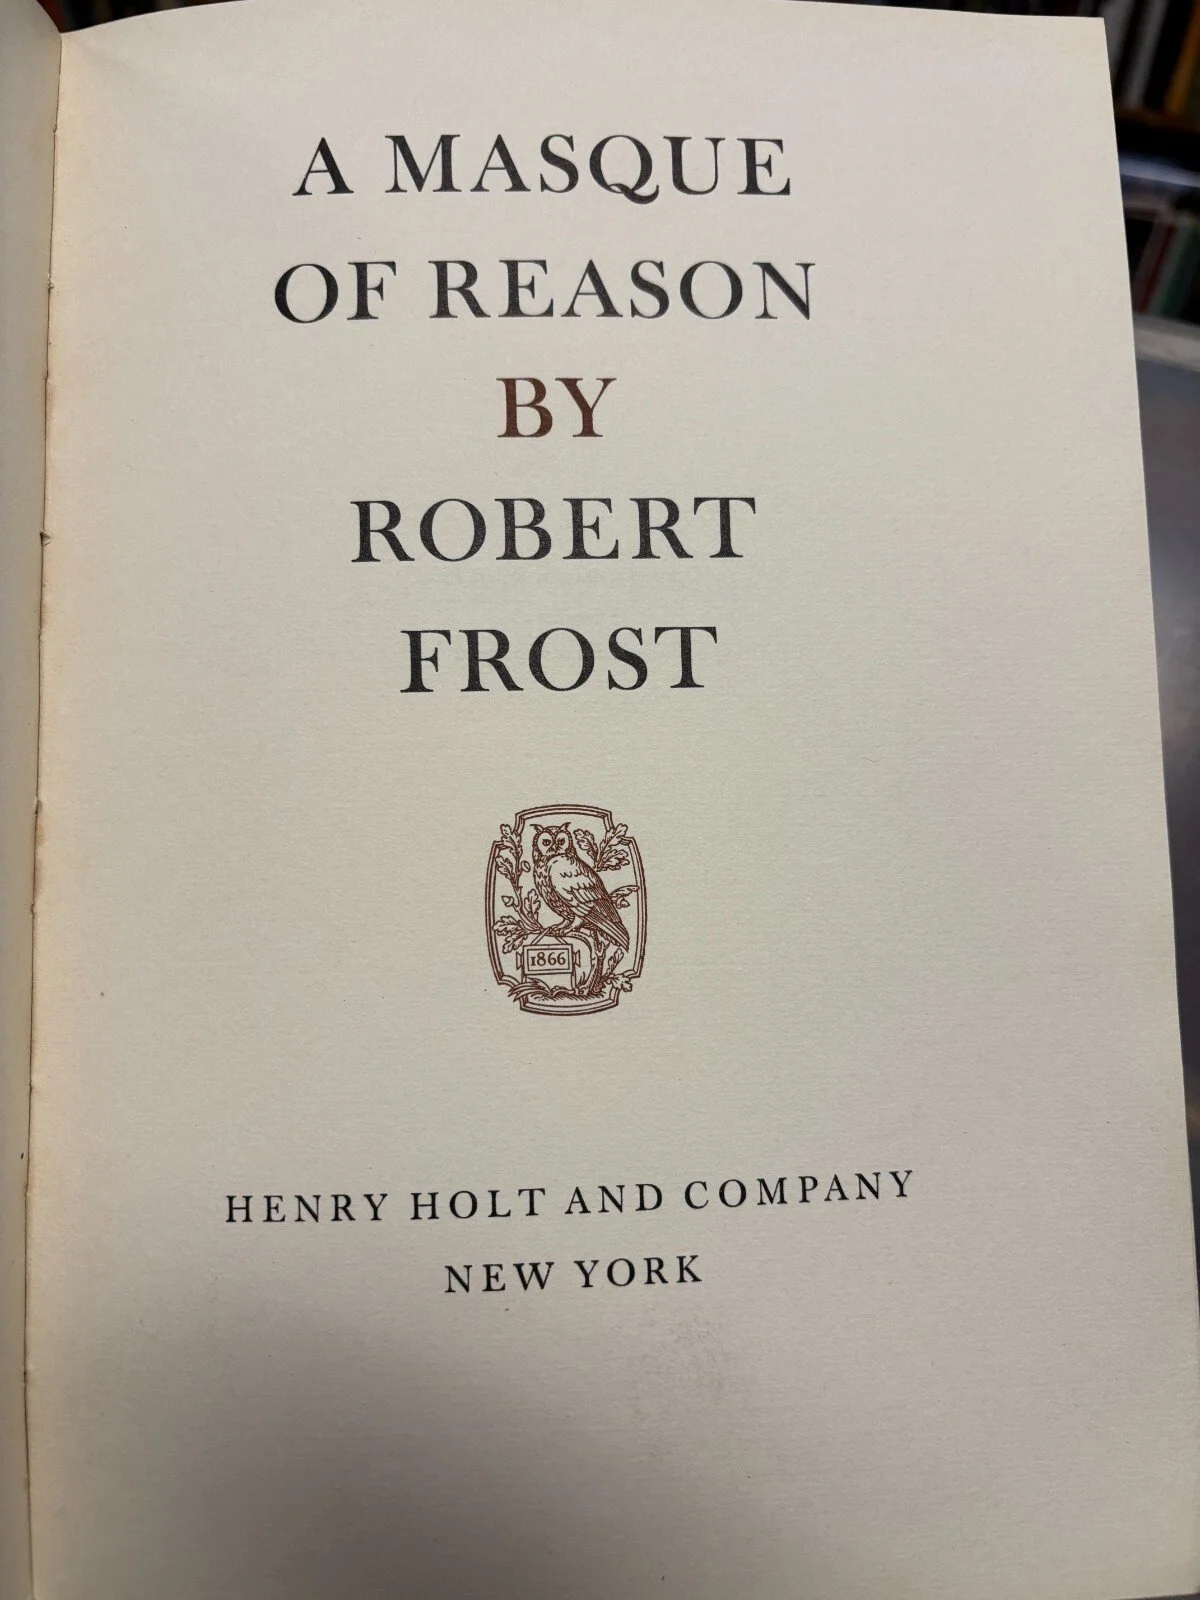 A MASQUE
OF REASON
BY
ROBERT
FROST
1866
HENRY HOLT AND COMPANY
NEW YORK